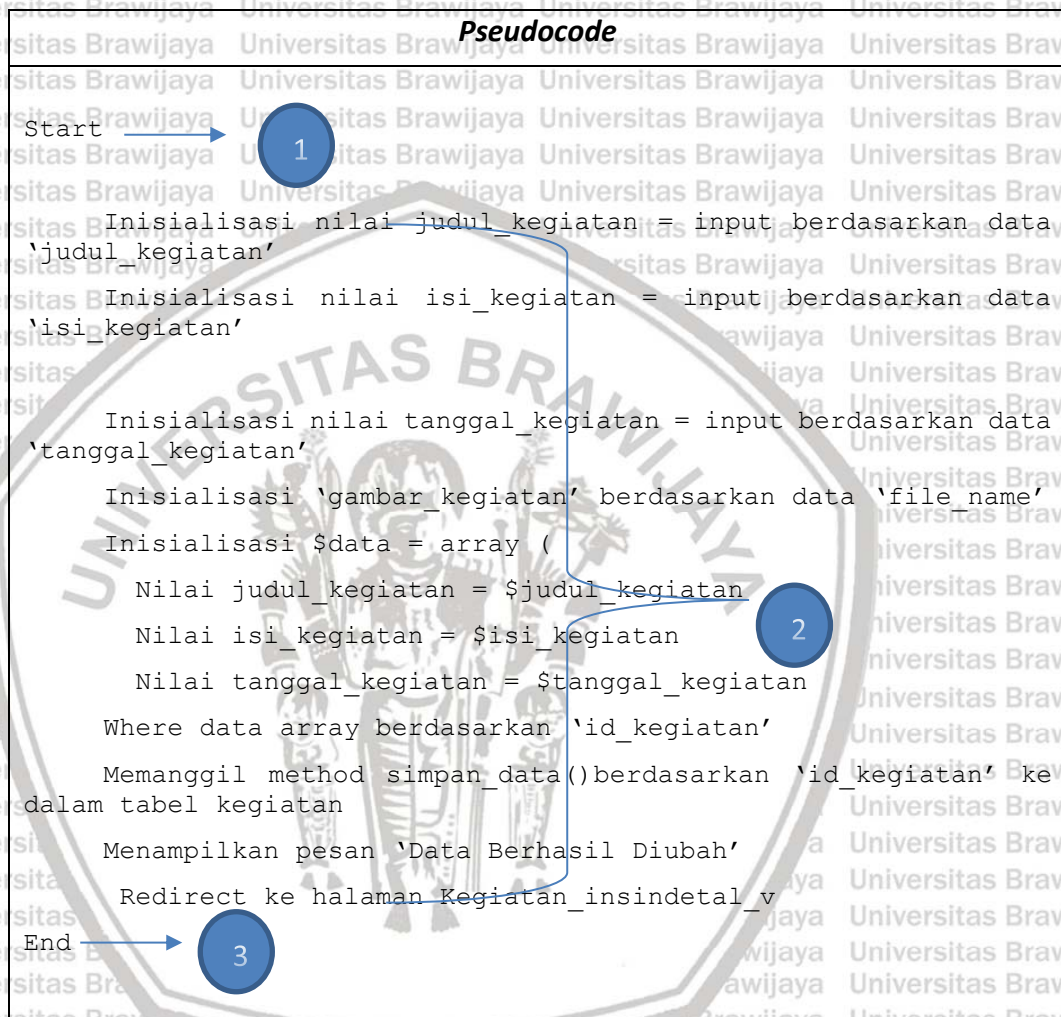 Pseudocode
Start
1
Inisialisasi nilai judul_kegiatan = input berdasarkan data
‘judul_kegiatan’
Inisialisasi nilai isi_kegiatan = input berdasarkan data
‘isi_kegiatan’
Inisialisasi nilai tanggal_kegiatan = input berdasarkan data
‘tanggal_kegiatan’
Inisialisasi ‘gambar_kegiatan’ berdasarkan data ‘file_name’
Inisialisasi $data = array (
Nilai judul_kegiatan = $judul_kegiatan
2
Nilai isi_kegiatan = $isi_kegiatan
Nilai tanggal_kegiatan = $tanggal_kegiatan
Where data array berdasarkan ‘id_kegiatan’
Memanggil method simpan_data()berdasarkan ‘id_kegiatan’ ke
dalam tabel kegiatan
Menampilkan pesan ‘Data Berhasil Diubah’
Redirect ke halaman Kegiatan_insindetal_v
End
3
UNIVERSITAS BRAWIJAYA